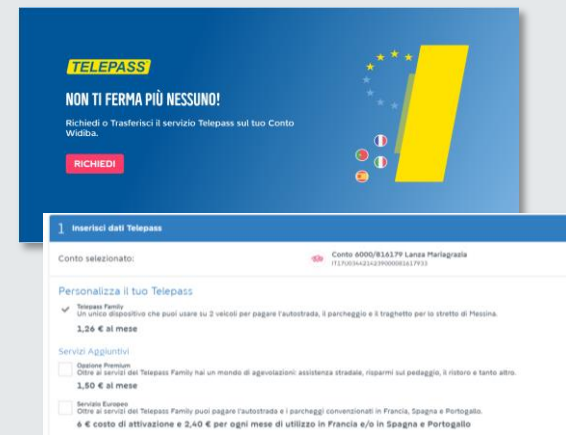 TELEPASS
NON TI FERMA PIÙ NESSUNO!
Richiedi o Trasferisci il servizio Telepass sul tuo Conto
Widiba.
RICHIEDI
1 Inserisci dati Telepass
Conto selezionato:
Conto 6000/816179 Lanza Mariagrazia
Personalizza il tuo Telepass
Telepass Family
Un unico dispositivo che puoi usare su 2 veicoli per pagare l'autostrada, il parcheggio e il traghetto per lo stretto di Messina.
1,26 € al mese
Servizi Aggiuntivi
Opzione Premium
Oltre ai servizi del Telepass Family hai un mondo di agevolazioni: assistenza stradale, risparmi sul pedaggio, il ristoro e tanto altro.
1,50 € al mese
Servizio Europeo
Oltre ai servizi del Telepass Family puoi pagare l'autostrada e i parcheggi convenzionati in Francia, Spagna e Portogallo.
6 € costo di attivazione e 2,40 € per ogni mese di utilizzo in Francia e/o in Spagna e Portogallo